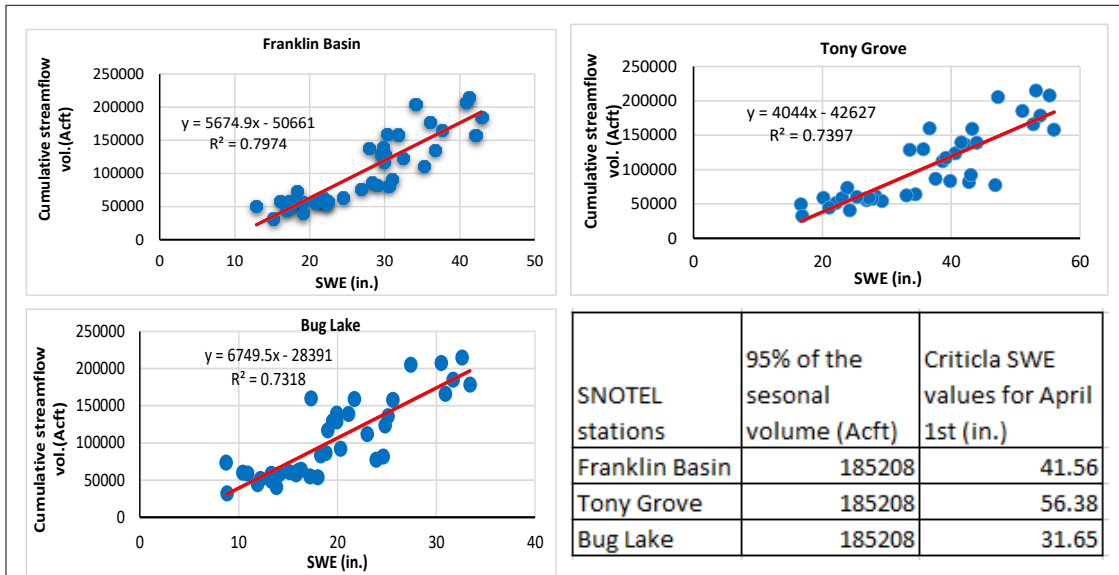 Franklin Basin
Cumulative streamflow
vol.(Acft)
250000
200000
150000
100000
50000
0
y = 5674.9x - 50661
R² = 0.7974
0 10 20 30 40 50
SWE (in.)
Tony Grove
Cumulative streamflow
vol. (Acft)
250000
200000
150000
100000
50000
0
y = 4044x - 42627
R² = 0.7397
0 20 40 60
SWE (in.)
Bug Lake
Cumulative streamflow
vol.(Acft)
250000
200000
150000
100000
50000
0
y = 6749.5x - 28391
R² = 0.7318
0 10 20 30 40
SWE (in.)
SNOTEL
stations
95% of the
sesonal
volume (Acft)
Criticla SWE
values for April
1st (in.)
Franklin Basin 185208 41.56
Tony Grove 185208 56.38
Bug Lake 185208 31.65